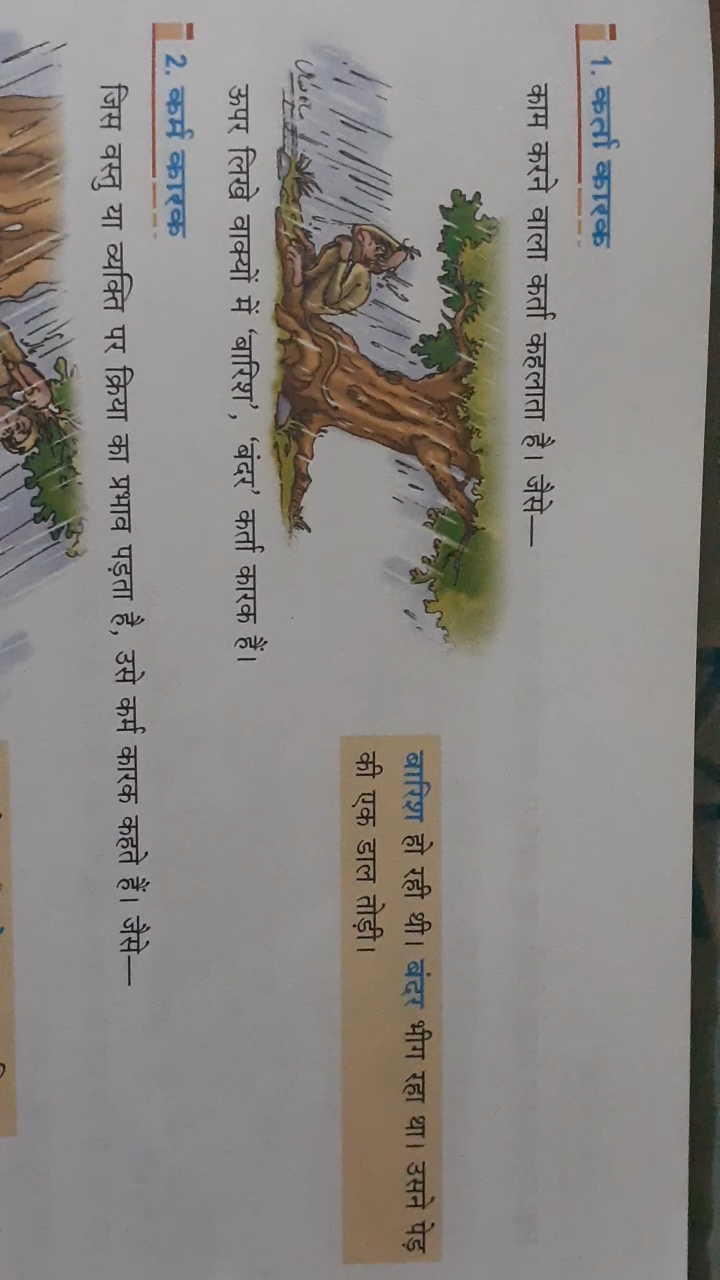 1. कर्ता कारक
काम करने वाला कर्ता कहलाता है। जैसे—
बारिश हो रही थी। बंदर भीग रहा था। उसने पेड़
की एक डाल तोड़ी।
ऊपर लिखे वाक्यों में ‘बारिश’, ‘बंदर’ कर्ता कारक हैं।
2. कर्म कारक
जिस वस्तु या व्यक्ति पर क्रिया का प्रभाव पड़ता है, उसे कर्म कारक कहते हैं। जैसे—